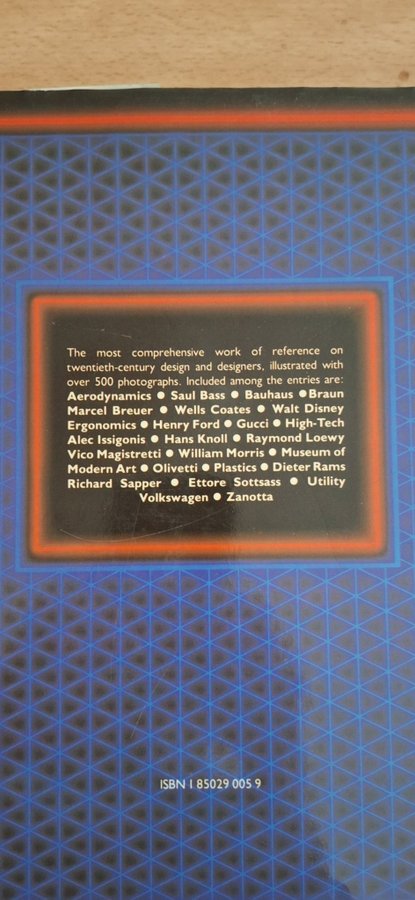 The most comprehensive work of reference on
twentieth-century design and designers, illustrated with
over 500 photographs. Included among the entries are:
Aerodynamics ● Saul Bass ● Bauhaus ●Braun
Marcel Breuer ● Wells Coates ● Walt Disney
Ergonomics ● Henry Ford ● Gucci ● High-Tech
Alec Issigonis ● Hans Knoll ● Raymond Loewy
Vico Magistretti ● William Morris ● Museum of
Modern Art ● Olivetti ● Plastics ● Dieter Rams
Richard Sapper ● Ettore Sottsass ● Utility
Volkswagen ● Zanotta
ISBN 1 85029 005 9